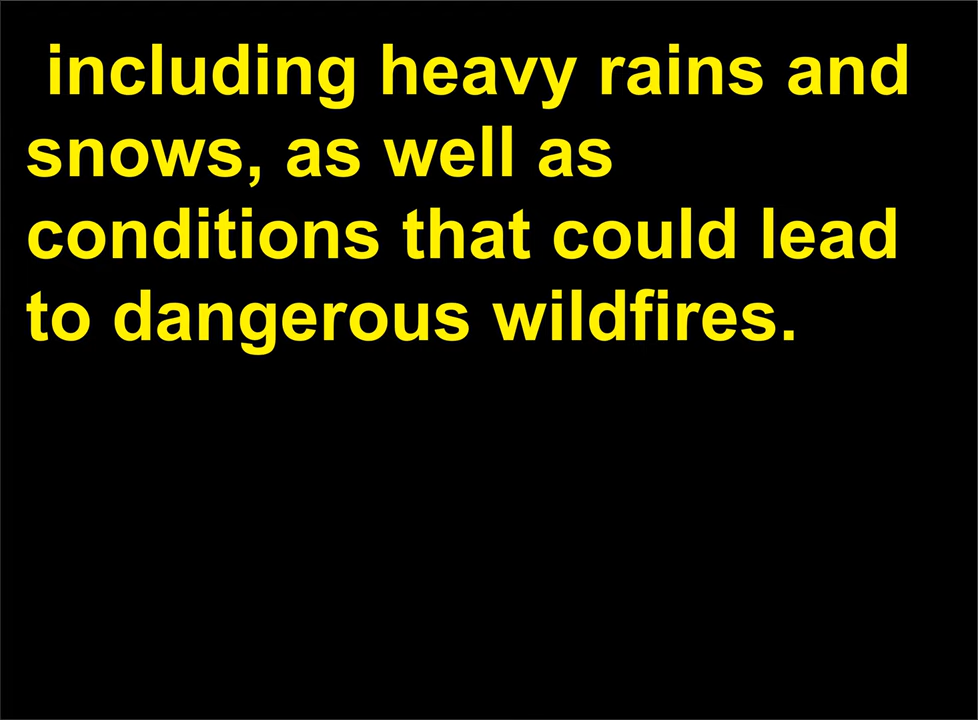 including heavy rains and
snows, as well as
conditions that could lead
to dangerous wildfires.